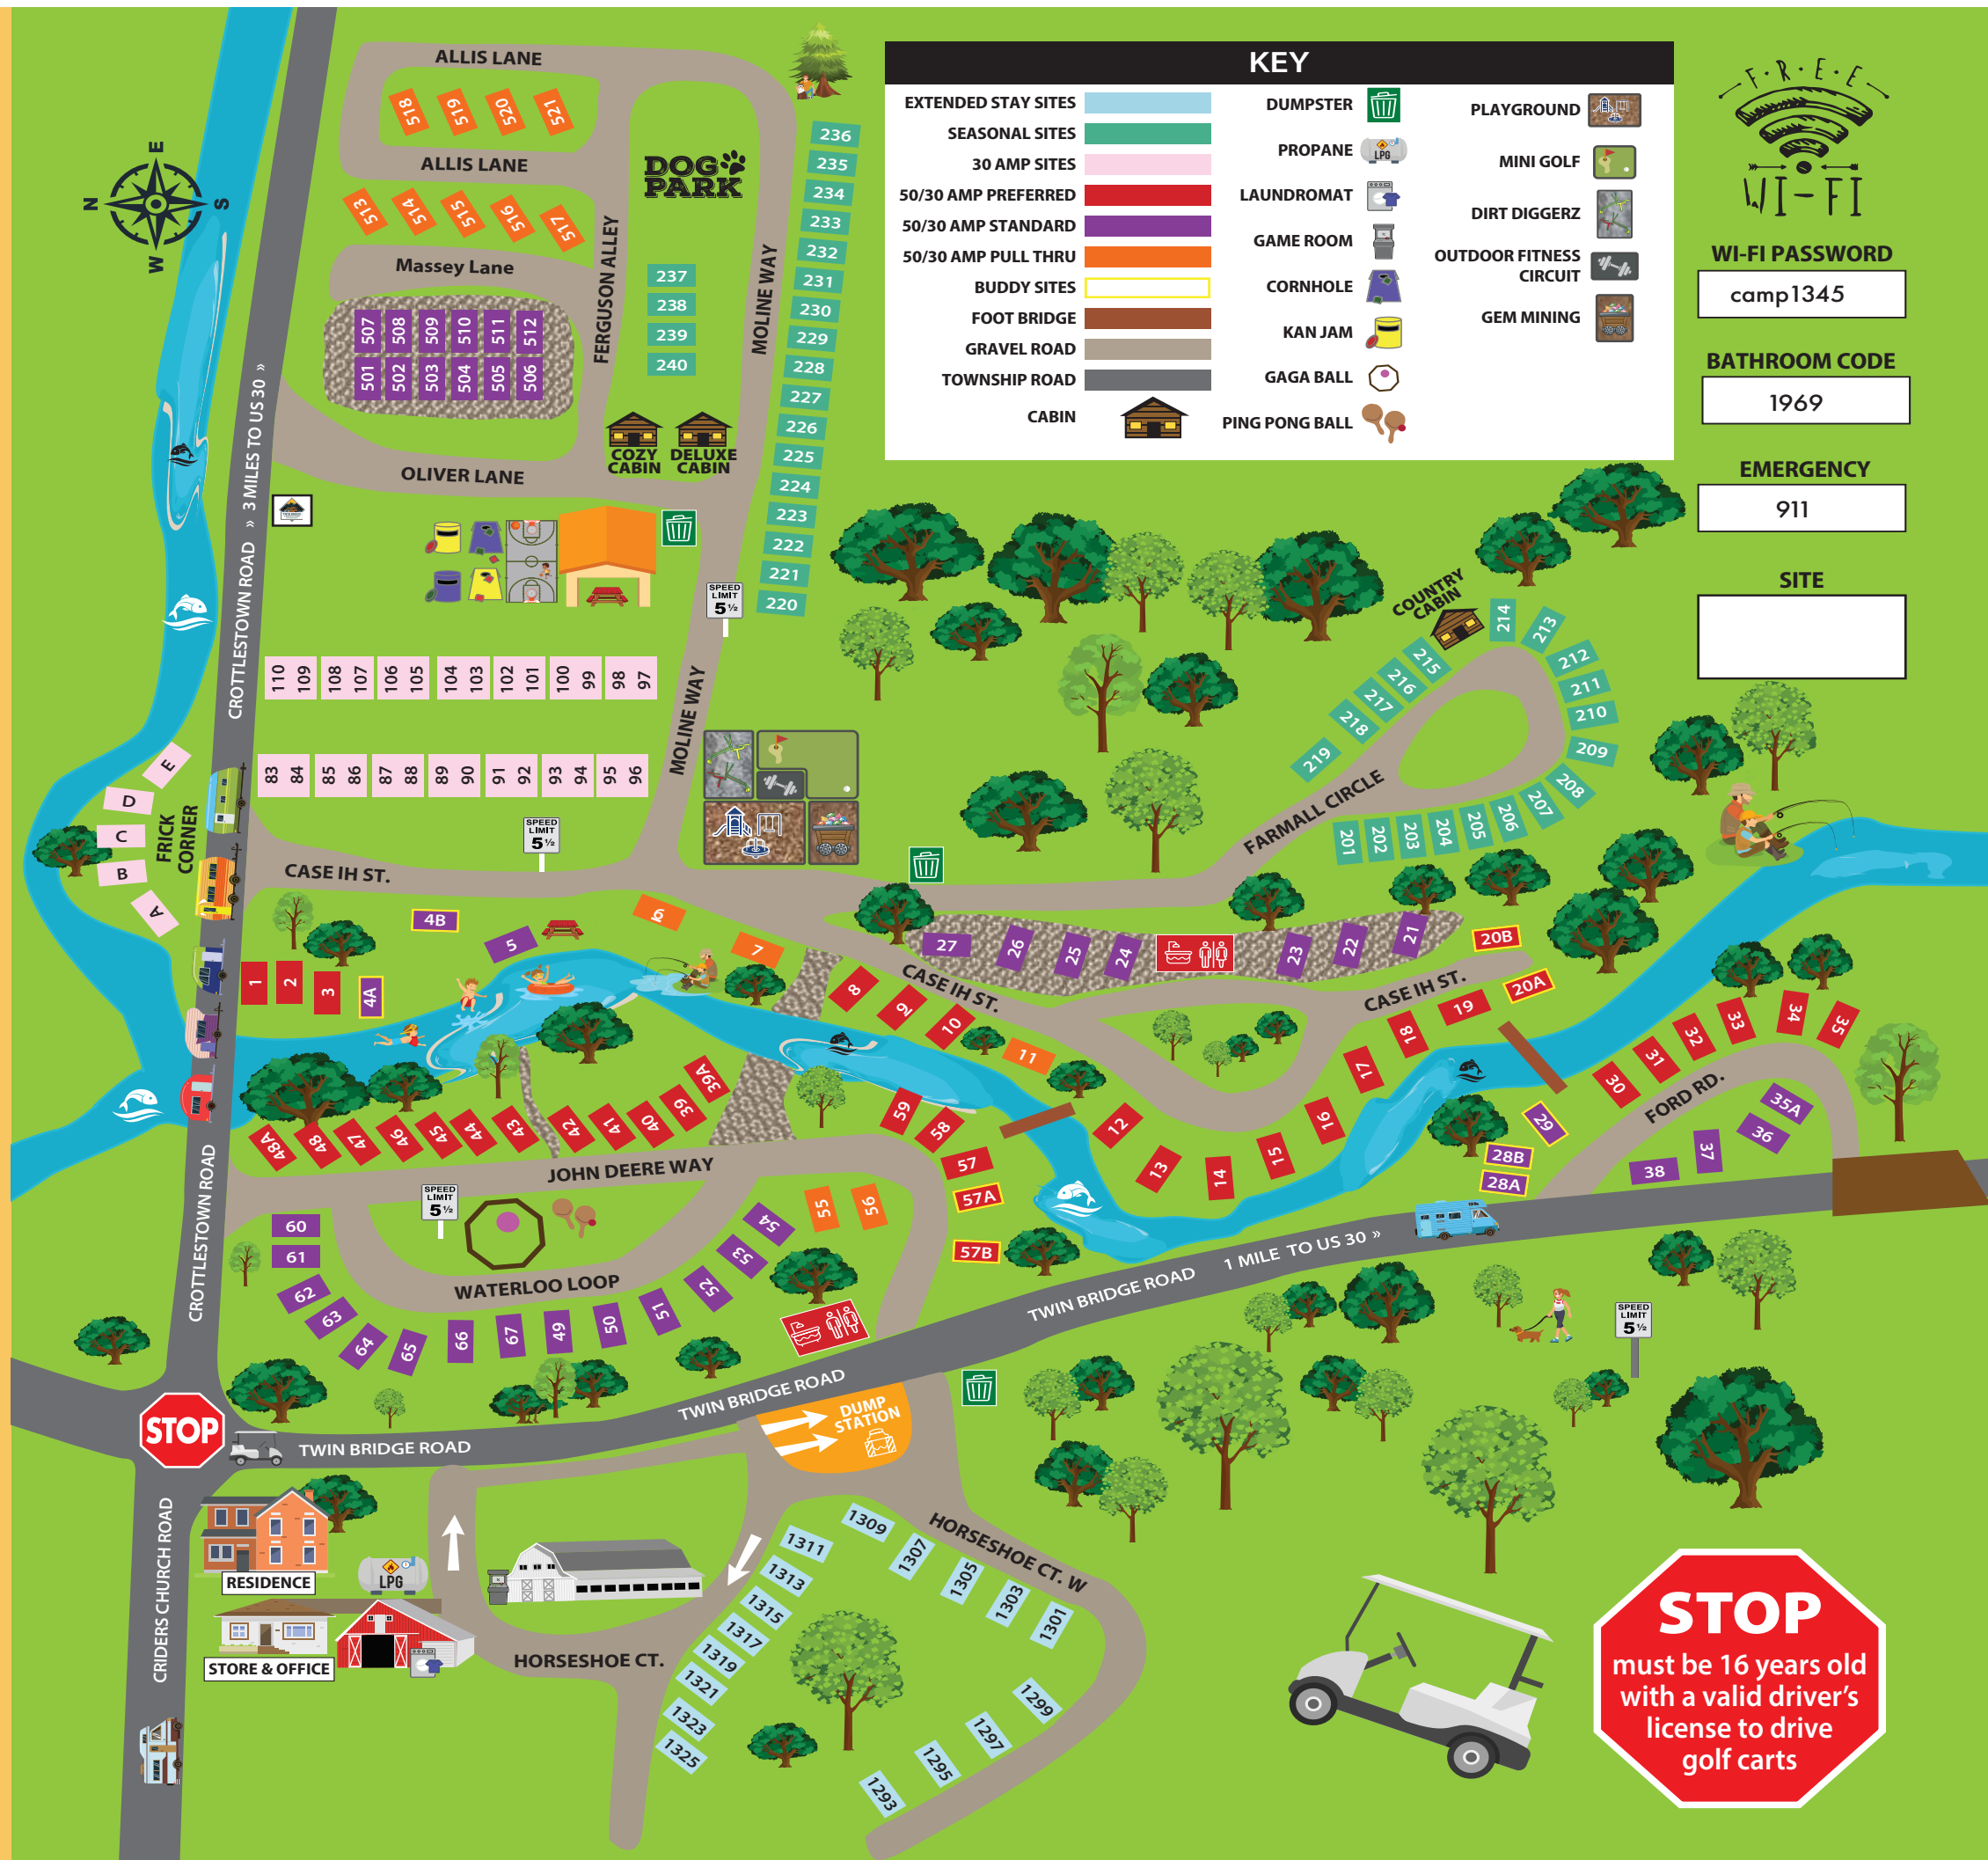 ALLIS LANE
518
519
520
521
ALLIS LANE
DOG
PARK
513
514
515
516
517
Massey Lane
FERGUSON ALLEY
MOLINE WAY
507
508
509
510
511
512
501
502
503
504
505
506
237
238
239
240
COZY
CABIN
DELUXE
CABIN
OLIVER LANE
236
235
234
233
232
231
230
229
228
227
226
225
224
223
222
221
220
N
E
S
W
KEY
EXTENDED STAY SITES
SEASONAL SITES
30 AMP SITES
50/30 AMP PREFERRED
50/30 AMP STANDARD
50/30 AMP PULL THRU
BUDDY SITES
FOOT BRIDGE
GRAVEL ROAD
TOWNSHIP ROAD
CABIN
DUMPSTER
PROPANE
LPG
LAUNDROMAT
GAME ROOM
CORNHOLE
KAN JAM
GAGA BALL
PING PONG BALL
PLAYGROUND
MINI GOLF
DIRT DIGGERZ
OUTDOOR FITNESS
CIRCUIT
GEM MINING
F·R·E·E
WI-FI
WI-FI PASSWORD
camp1345
BATHROOM CODE
1969
EMERGENCY
911
SITE
CROTTLESTOWN ROAD » 3 MILES TO US 30 »
SPEED
LIMIT
5 1/2
110
109
108
107
106
105
104
103
102
101
100
99
98
97
MOLINE WAY
83
84
85
86
87
88
89
90
91
92
93
94
95
96
E
D
C
B
A
FRICK
CORNER
SPEED
LIMIT
5 1/2
CASE IH ST.
COUNTRY
CABIN
214
213
212
211
210
209
208
207
206
205
204
203
202
201
215
216
217
218
219
FARMALL CIRCLE
4B
5
6
7
1
2
3
4A
8
9
10
11
CASE IH ST.
27
26
25
24
23
22
21
20B
20A
CASE IH ST.
19
18
17
16
15
14
13
12
30
31
32
33
34
35
FORD RD.
35A
36
37
38
29
28B
28A
48A
48
47
46
45
44
43
42
41
40
39
39A
59
58
57
57A
57B
JOHN DEERE WAY
SPEED
LIMIT
5 1/2
CROTTLESTOWN ROAD
60
61
62
63
64
65
66
67
49
50
51
52
53
54
55
56
WATERLOO LOOP
TWIN BRIDGE ROAD
1 MILE TO US 30 »
SPEED
LIMIT
5 1/2
STOP
TWIN BRIDGE ROAD
TWIN BRIDGE ROAD
DUMP
STATION
CRIDERS CHURCH ROAD
RESIDENCE
LPG
STORE & OFFICE
HORSESHOE CT.
HORSESHOE CT. W
1309
1307
1305
1303
1301
1311
1313
1315
1317
1319
1321
1323
1325
1299
1297
1295
1293
STOP
must be 16 years old
with a valid driver's
license to drive
golf carts